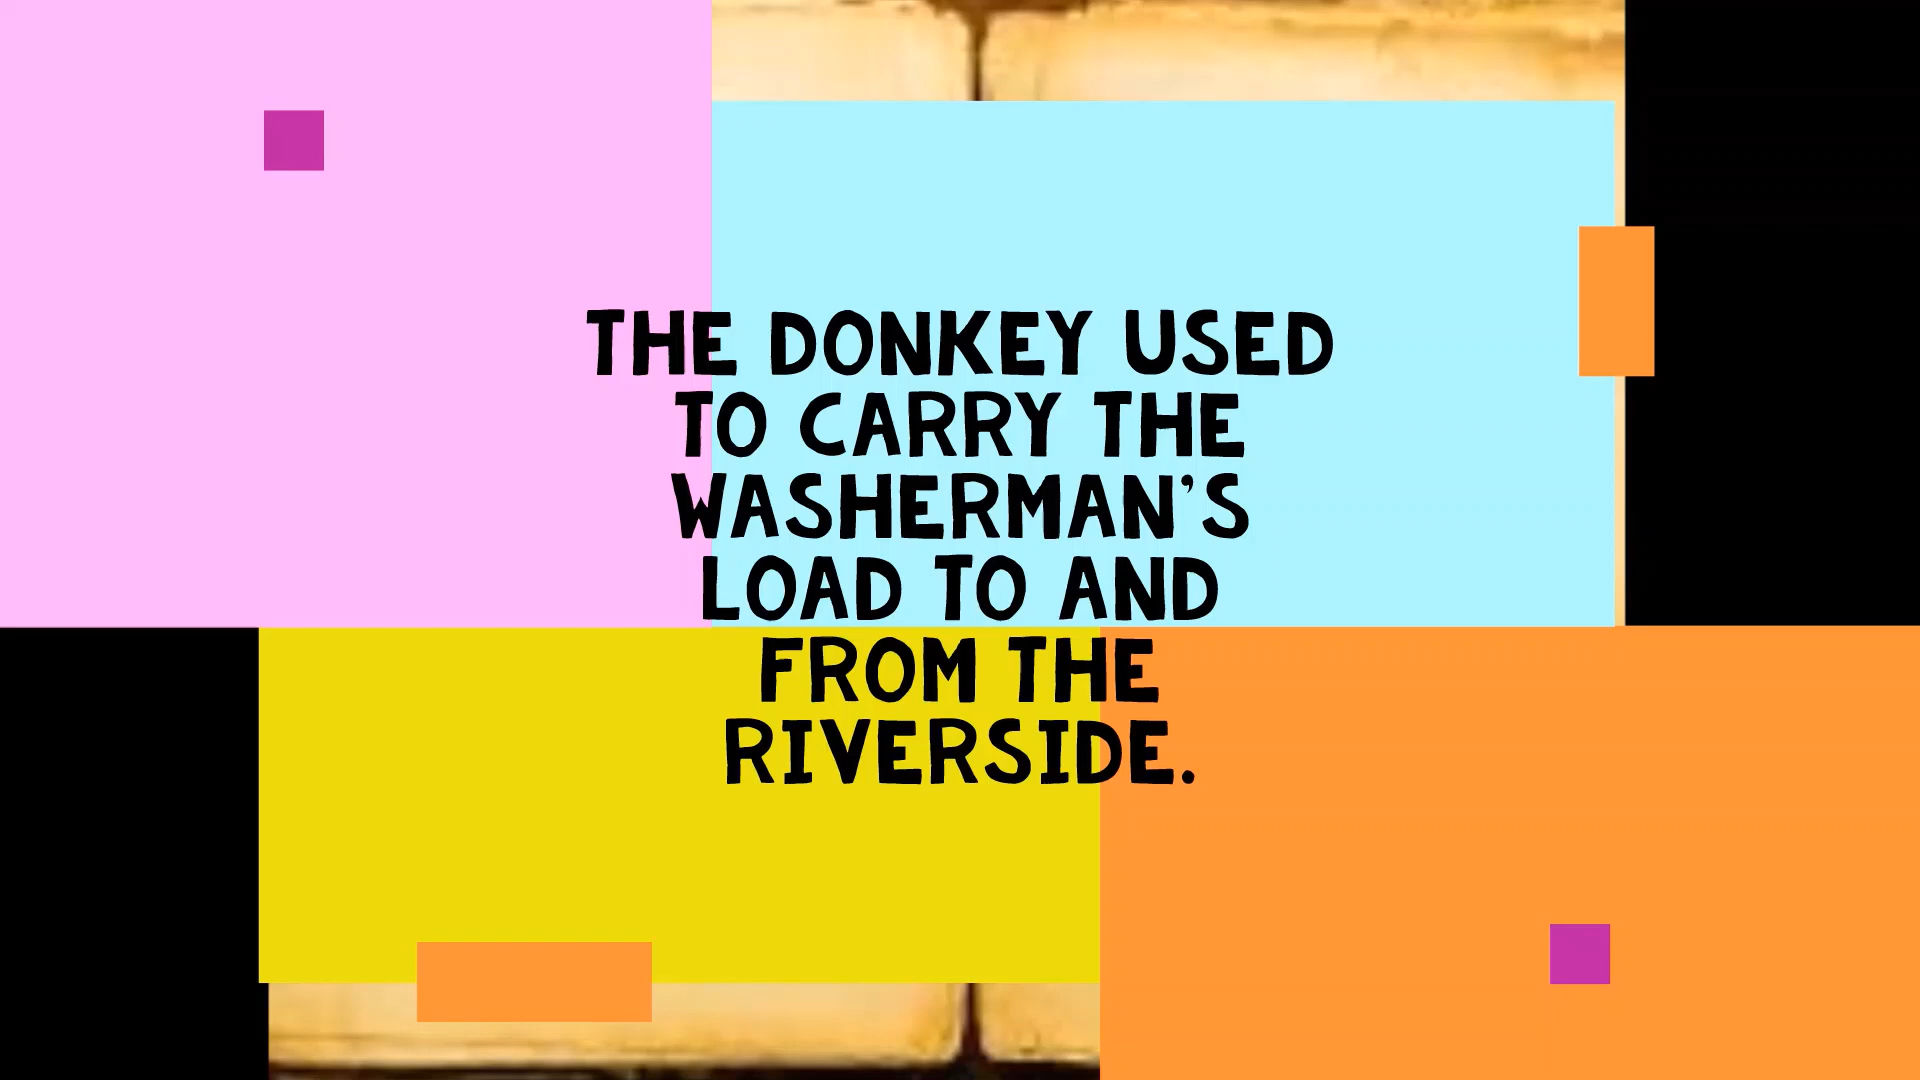 THE DONKEY USED
TO CARRY THE
WASHERMAN'S
LOAD TO AND
FROM THE
RIVERSIDE.